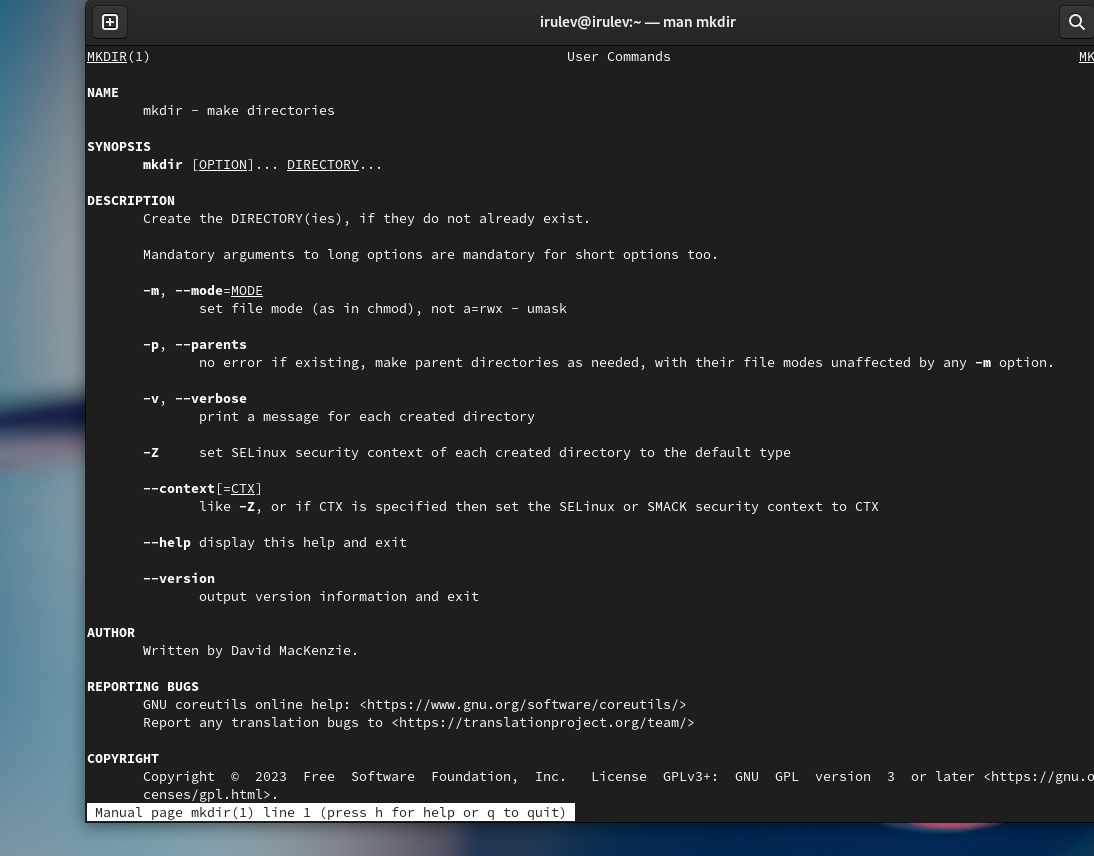 irulev@irulev:~ — man mkdir
MKDIR(1) User Commands MK
NAME
mkdir - make directories
SYNOPSIS
mkdir [OPTION]... DIRECTORY...
DESCRIPTION
Create the DIRECTORY(ies), if they do not already exist.
Mandatory arguments to long options are mandatory for short options too.
-m, --mode=MODE
set file mode (as in chmod), not a=rwx - umask
-p, --parents
no error if existing, make parent directories as needed, with their file modes unaffected by any -m option.
-v, --verbose
print a message for each created directory
-Z set SELinux security context of each created directory to the default type
--context[=CTX]
like -Z, or if CTX is specified then set the SELinux or SMACK security context to CTX
--help display this help and exit
--version
output version information and exit
AUTHOR
Written by David MacKenzie.
REPORTING BUGS
GNU coreutils online help: <https://www.gnu.org/software/coreutils/>
Report any translation bugs to <https://translationproject.org/team/>
COPYRIGHT
Copyright © 2023 Free Software Foundation, Inc. License GPLv3+: GNU GPL version 3 or later <https://gnu.o
censes/gpl.html>.
Manual page mkdir(1) line 1 (press h for help or q to quit)